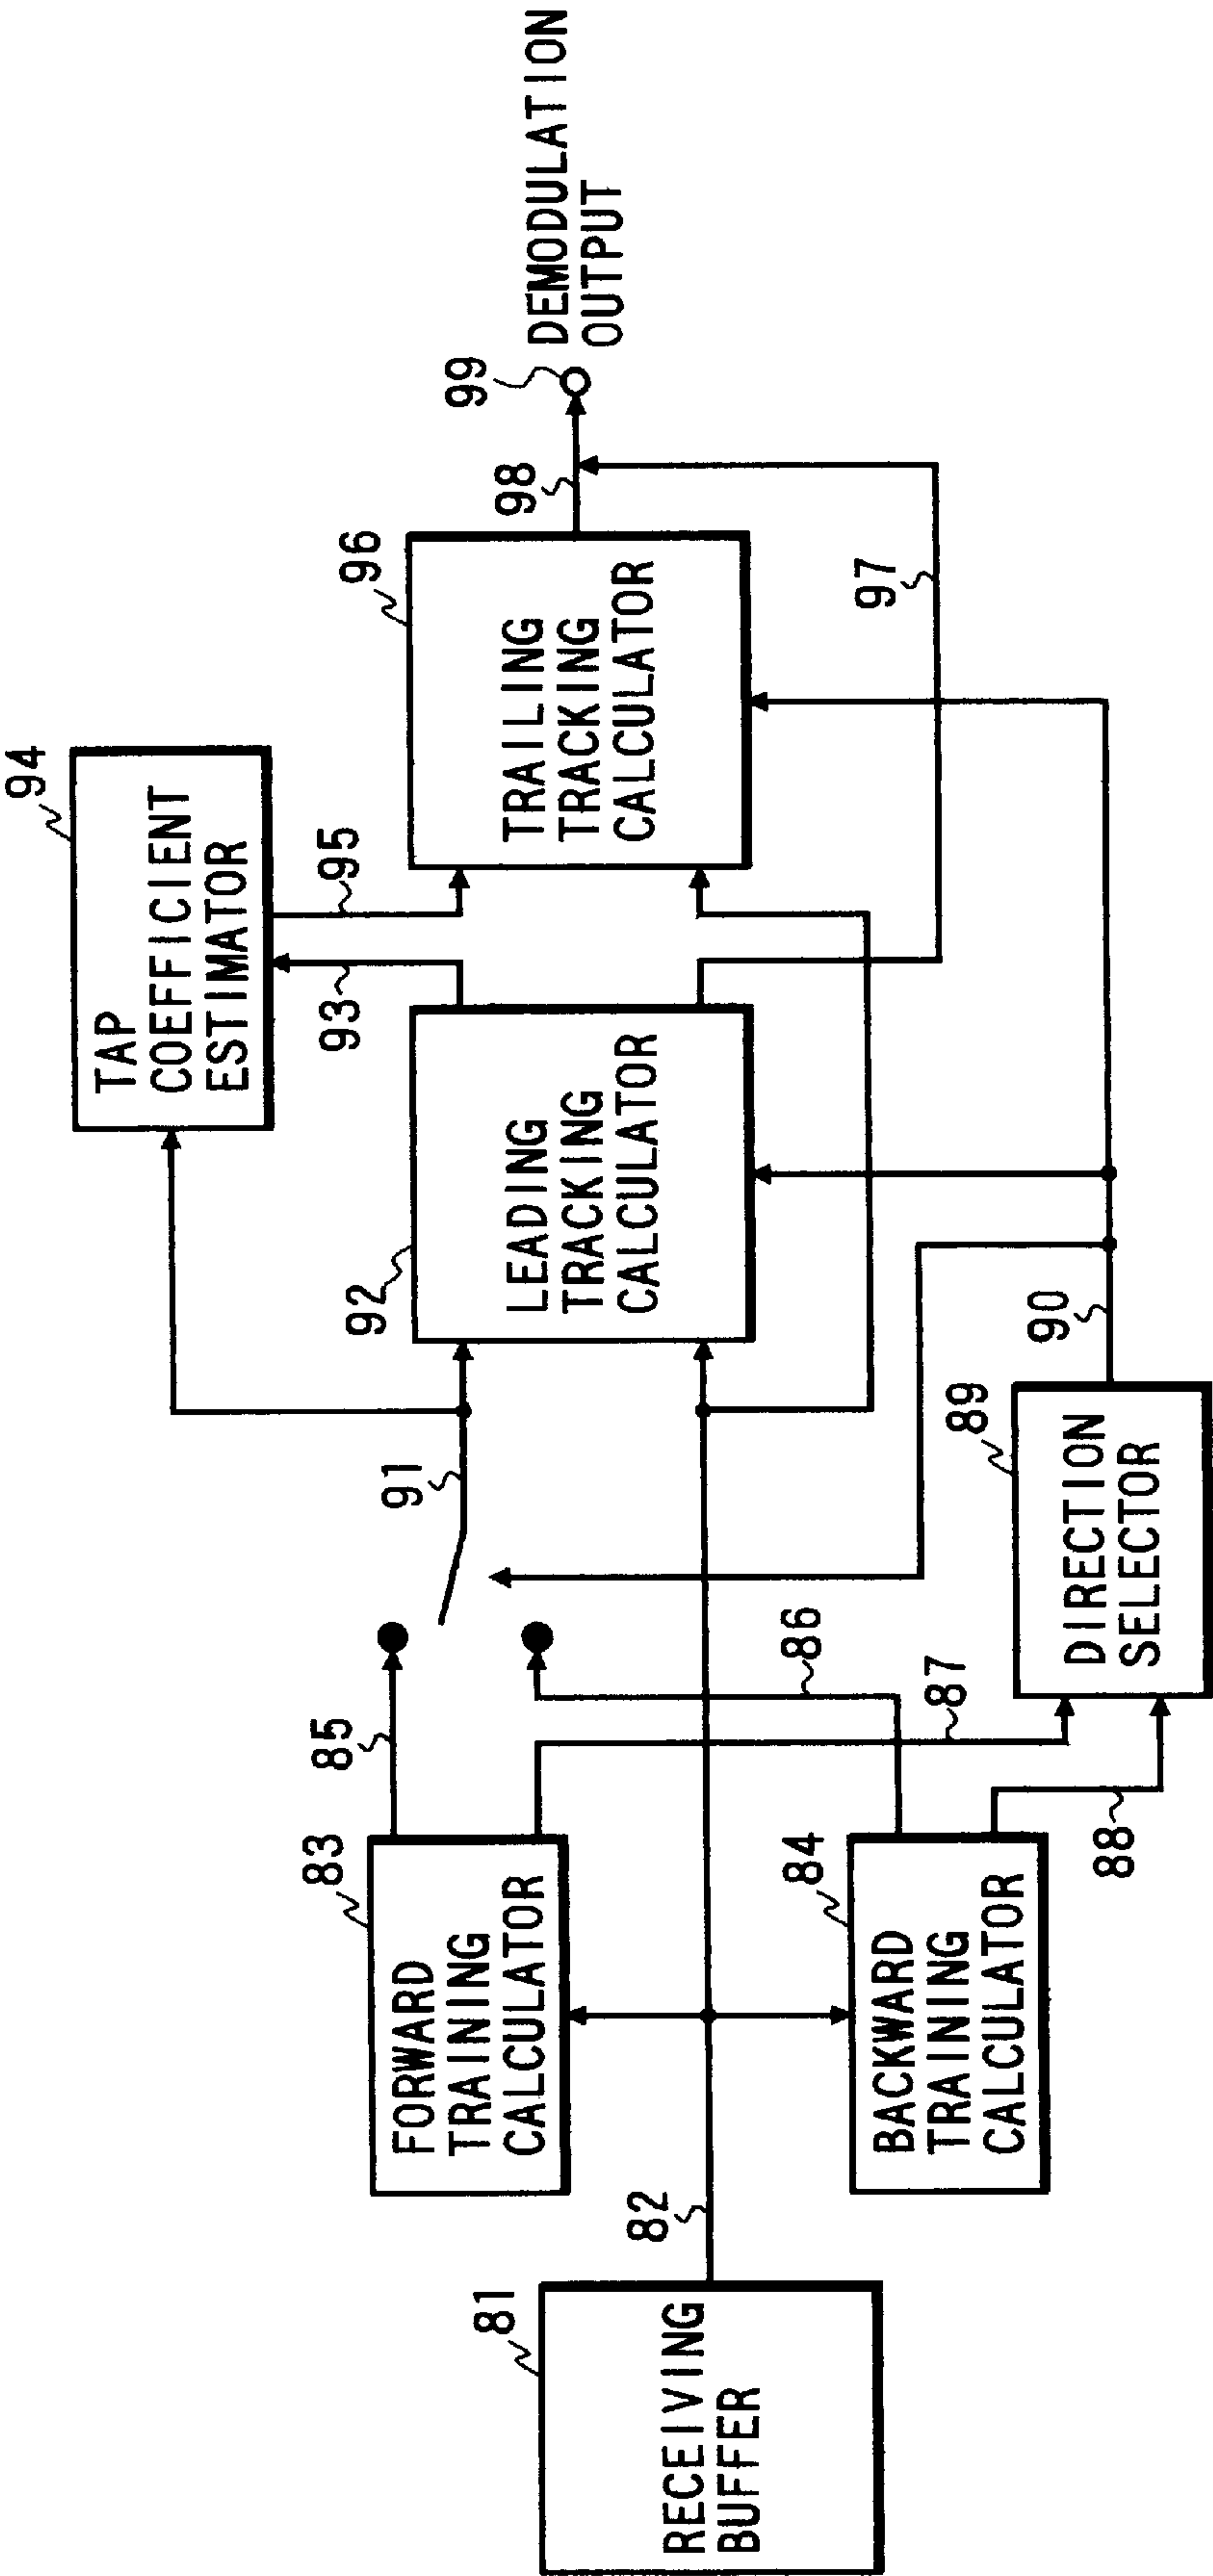 81
RECEIVING
BUFFER
82
83
FORWARD
TRAINING
CALCULATOR
84
BACKWARD
TRAINING
CALCULATOR
85
86
87
88
89
DIRECTION
SELECTOR
90
91
92
LEADING
TRACKING
CALCULATOR
93
94
TAP
COEFFICIENT
ESTIMATOR
95
96
TRAILING
TRACKING
CALCULATOR
97
98
99
DEMODULATION
OUTPUT